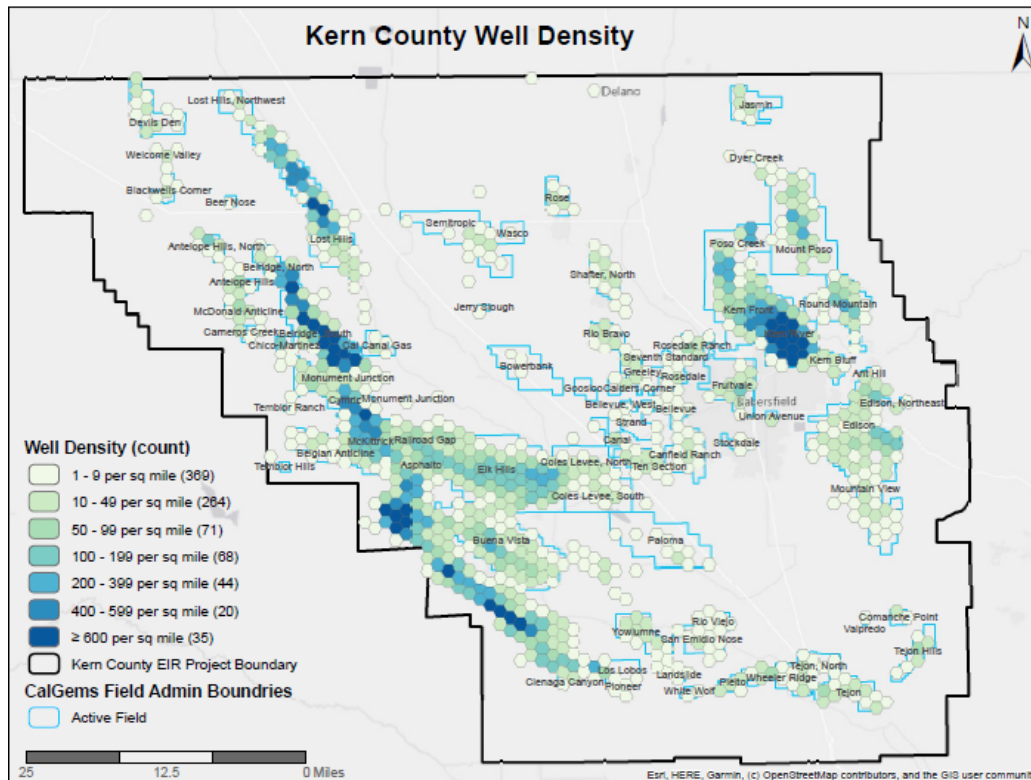 Kern County Well Density
N
Delano
Lost Hills, Northwest
Jasmin
Devils Den
Welcome Valley
Dyer Creek
Blackwells Corner
Beer Nose
Rose
Semitropic
Wasco
Lost Hills
Antelope Hills, North
Poso Creek
Mount Poso
Belridge, North
Shafter, North
Antelope Hills
Jerry Slough
Round Mountain
McDonald Anticline
Kern Front
Cameros Creek
Belridge, South
Rio Bravo
Kern River
Chico-Martinez
Cal Canal Gas
Rosedale Ranch
Seventh Standard
Kern Bluff
Bowerbank
Greeley
Ant Hill
Monument Junction
Goosloo
Calders Corner
Rosedale
Fruitvale
Bakersfield
Edison, Northeast
Temblor Ranch
Cymric
Monument Junction
Bellevue, West
Bellevue
Union Avenue
Strand
Edison
McKittrick
Railroad Gap
Canal
Stockdale
Belgian Anticline
Canfield Ranch
Temblor Hills
Asphalto
Elk Hills
Coles Levee, North
Ten Section
Mountain View
Coles Levee, South
Buena Vista
Paloma
Comanche Point
Rio Viejo
Valpredo
Yowlumne
San Emidio Nose
Tejon Hills
Los Lobos
Tejon, North
Cienaga Canyon
Pioneer
Landslide
Wheeler Ridge
White Wolf
Pleito
Tejon
Well Density (count)
1 - 9 per sq mile (369)
10 - 49 per sq mile (264)
50 - 99 per sq mile (71)
100 - 199 per sq mile (68)
200 - 399 per sq mile (44)
400 - 599 per sq mile (20)
≥ 600 per sq mile (35)
Kern County EIR Project Boundary
CalGems Field Admin Boundries
Active Field
25 12.5 0 Miles
Esri, HERE, Garmin, (c) OpenStreetMap contributors, and the GIS user communi